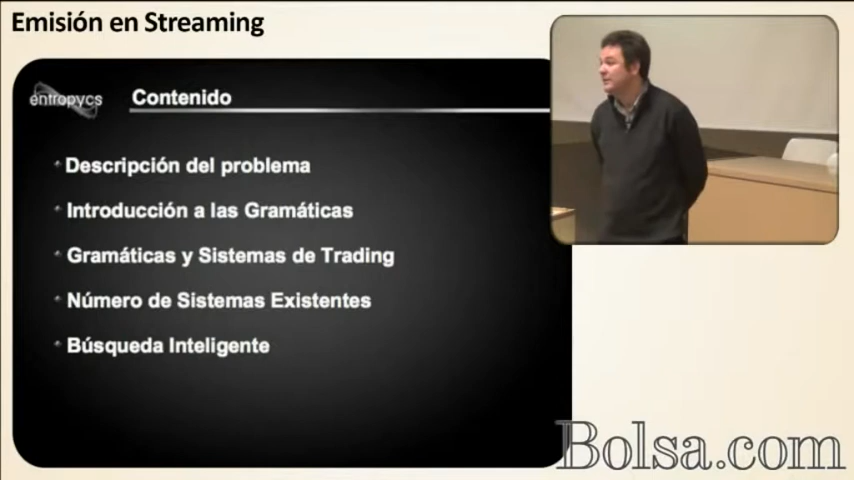 Emisión en Streaming
entropycs
Contenido
Descripción del problema
Introducción a las Gramáticas
Gramáticas y Sistemas de Trading
Número de Sistemas Existentes
Búsqueda Inteligente
Bolsa.com